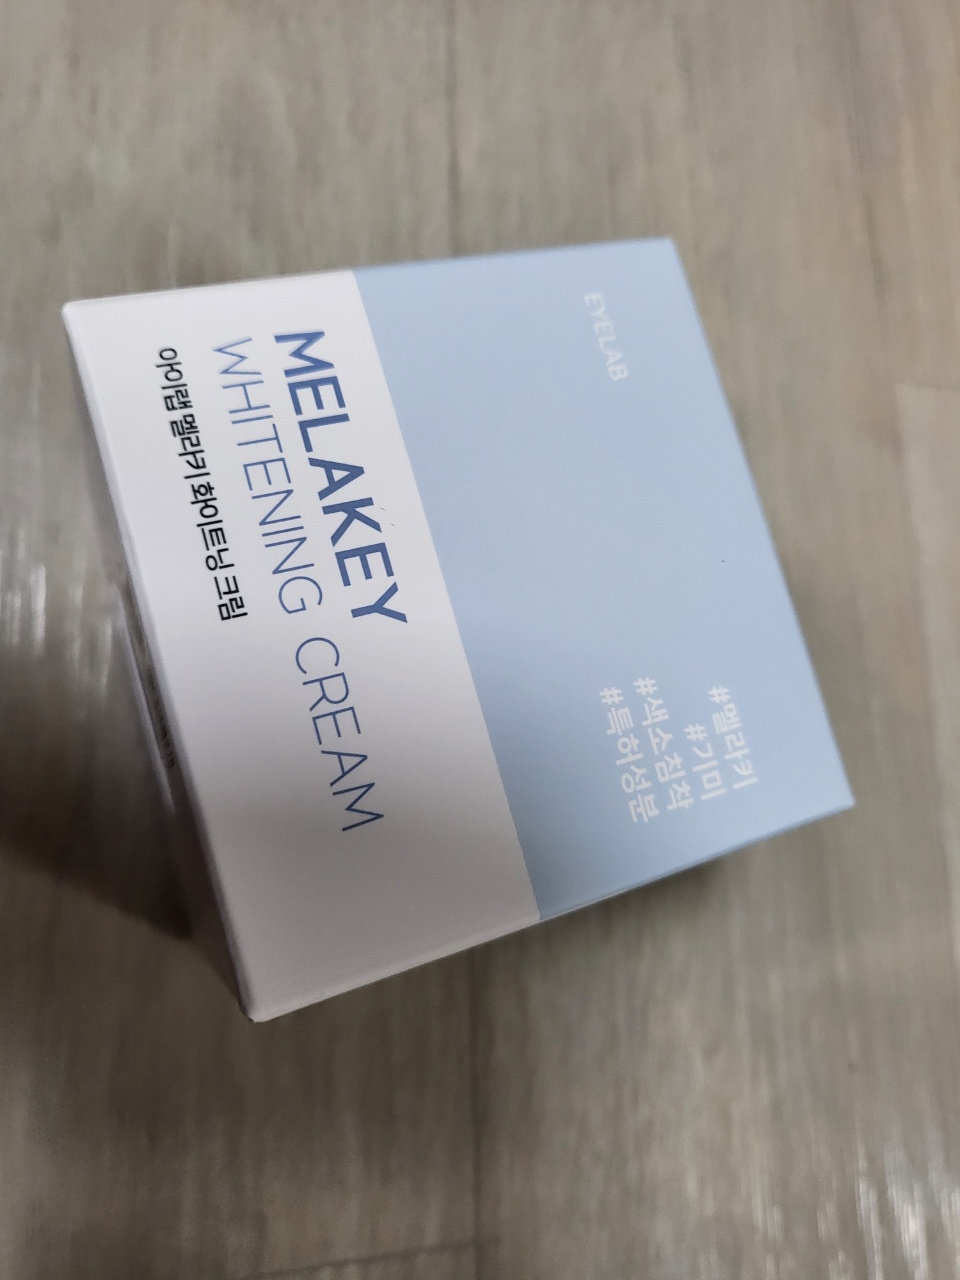 EYELAB
#멜라키
#기미
#색소침착
#특허성분
MELAKEY
WHITENING CREAM
아이랩 멜라키 화이트닝 크림